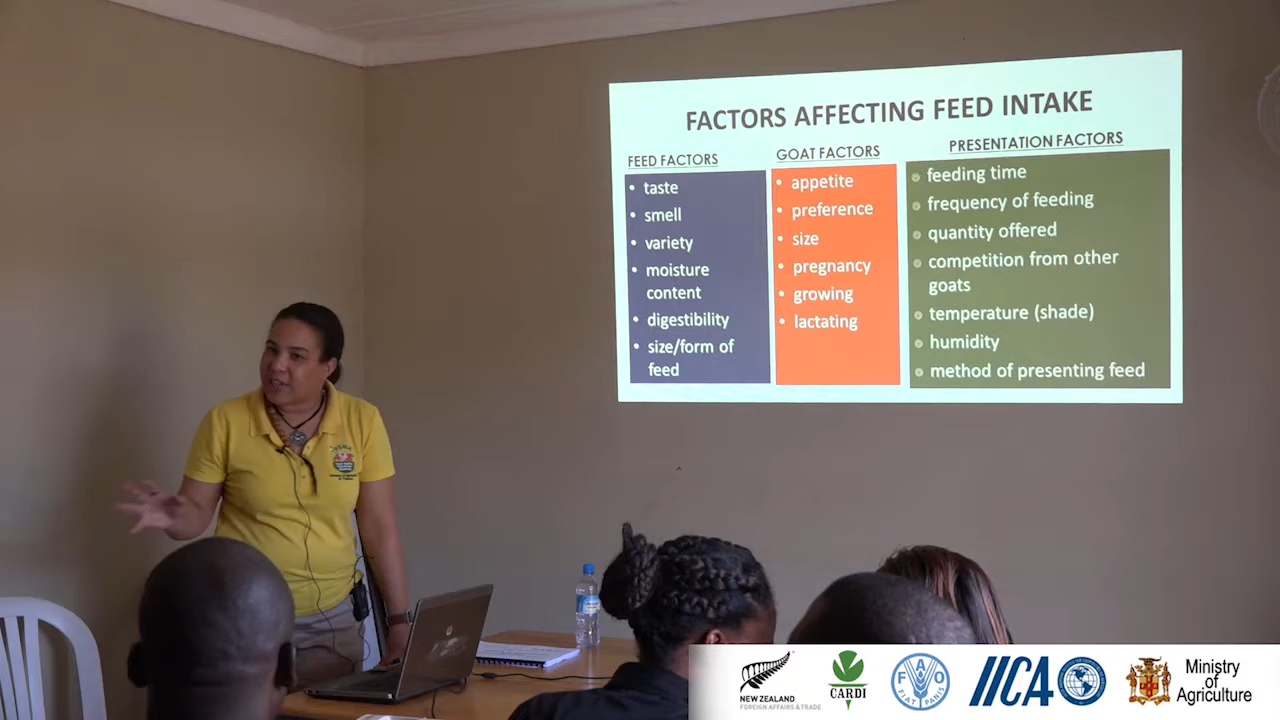 FACTORS AFFECTING FEED INTAKE
FEED FACTORS
taste
smell
variety
moisture
content
digestibility
size/form of
feed
GOAT FACTORS
appetite
preference
size
pregnancy
growing
lactating
PRESENTATION FACTORS
feeding time
frequency of feeding
quantity offered
competition from other
goats
temperature (shade)
humidity
method of presenting feed
NEW ZEALAND
FOREIGN AFFAIRS & TRADE
CARDI
FAO
FIAT PANIS
IICA
Ministry
of
Agriculture